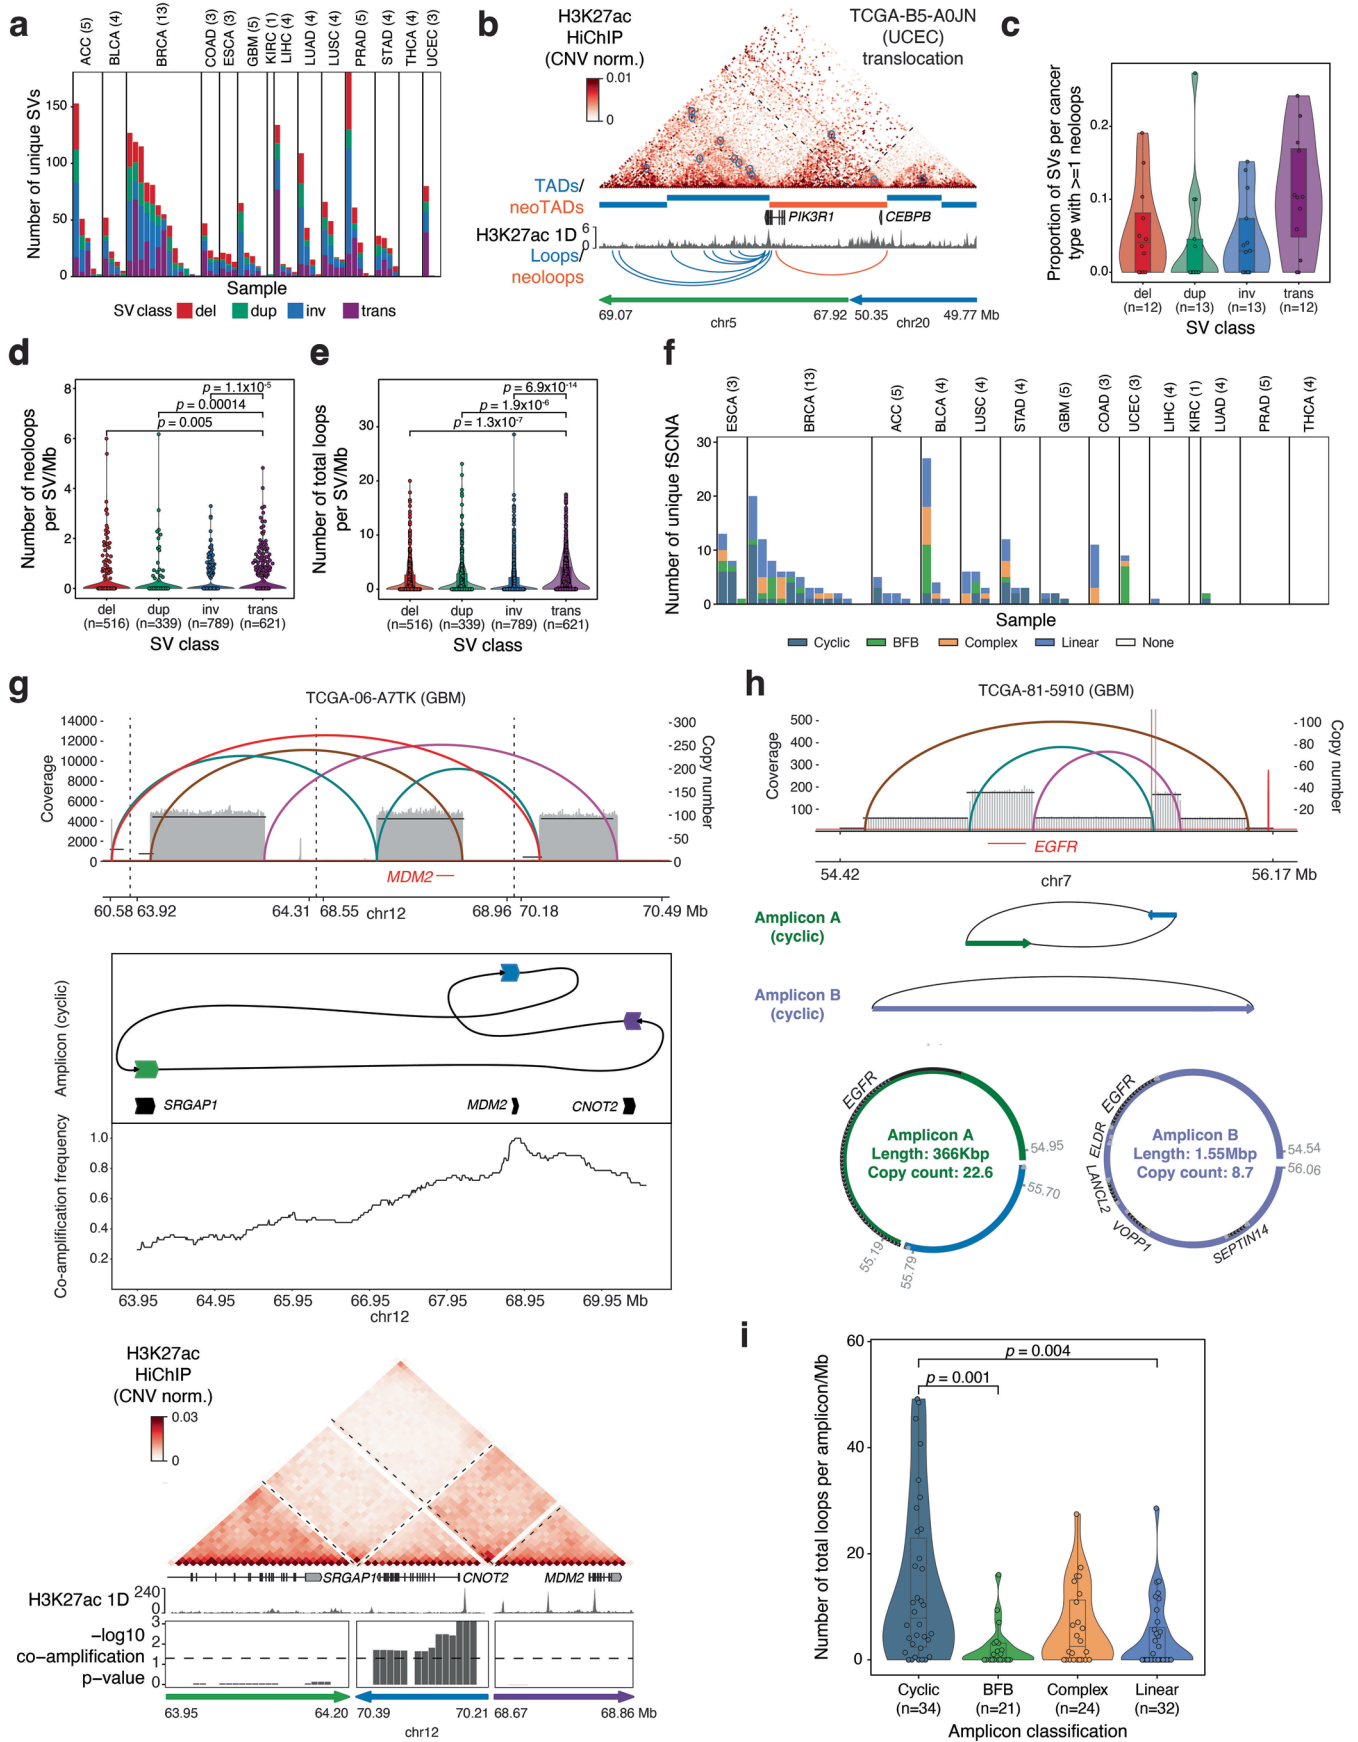 a
ACC (5)
BLCA (4)
BRCA (13)
COAD (3)
ESCA (3)
GBM (5)
KIRC (1)
LIHC (4)
LUAD (4)
LUSC (4)
PRAD (5)
STAD (4)
THCA (4)
UCEC (3)
Number of unique SVs
150
100
50
0
Sample
SV class del dup inv trans
b
H3K27ac
HiChIP
(CNV norm.)
0.01
0
TCGA-B5-A0JN
(UCEC)
translocation
TADs/
neoTADs
PIK3R1
CEBPB
H3K27ac 1D
6
0
Loops/
neoloops
69.07
chr5
67.92
50.35
chr20
49.77 Mb
c
Proportion of SVs per cancer
type with >=1 neoloops
0.2
0.1
0.0
del
(n=12)
dup
(n=13)
inv
(n=13)
trans
(n=12)
SV class
d
Number of neoloops
per SV/Mb
8
6
4
2
0
p = 1.1x10-5
p = 0.00014
p = 0.005
del
(n=516)
dup
(n=339)
inv
(n=789)
trans
(n=621)
SV class
e
Number of total loops
per SV/Mb
30
20
10
0
p = 6.9x10-14
p = 1.9x10-6
p = 1.3x10-7
del
(n=516)
dup
(n=339)
inv
(n=789)
trans
(n=621)
SV class
f
ESCA (3)
BRCA (13)
ACC (5)
BLCA (4)
LUSC (4)
STAD (4)
GBM (5)
COAD (3)
UCEC (3)
LIHC (4)
KIRC (1)
LUAD (4)
PRAD (5)
THCA (4)
Number of unique fSCNA
30
20
10
0
Sample
Cyclic BFB Complex Linear None
g
TCGA-06-A7TK (GBM)
Coverage
14000
12000
10000
8000
6000
4000
2000
0
300
250
200
150
100
50
0
Copy number
MDM2
60.58 63.92
64.31 68.55
chr12
68.96 70.18
70.49 Mb
Amplicon (cyclic)
SRGAP1
MDM2
CNOT2
Co-amplification frequency
1.0
0.8
0.6
0.4
0.2
63.95
64.95
65.95
66.95
67.95
68.95
69.95 Mb
chr12
H3K27ac
HiChIP
(CNV norm.)
0.03
0
SRGAP1
CNOT2
MDM2
H3K27ac 1D
240
0
−log10
co−amplification
p−value
3
2
1
0
63.95
64.20
70.39
70.21
68.67
68.86 Mb
chr12
h
TCGA-81-5910 (GBM)
Coverage
500
400
300
200
100
100
80
60
40
20
Copy number
EGFR
54.42
chr7
56.17 Mb
Amplicon A
(cyclic)
Amplicon B
(cyclic)
EGFR
Amplicon A
Length: 366Kbp
Copy count: 22.6
54.95
55.70
55.19
55.79
EGFR
ELDR
LANCL2
VOPP1
SEPTIN14
Amplicon B
Length: 1.55Mbp
Copy count: 8.7
54.54
56.06
i
Number of total loops per amplicon/Mb
60
40
20
0
p = 0.004
p = 0.001
Cyclic
(n=34)
BFB
(n=21)
Complex
(n=24)
Linear
(n=32)
Amplicon classification